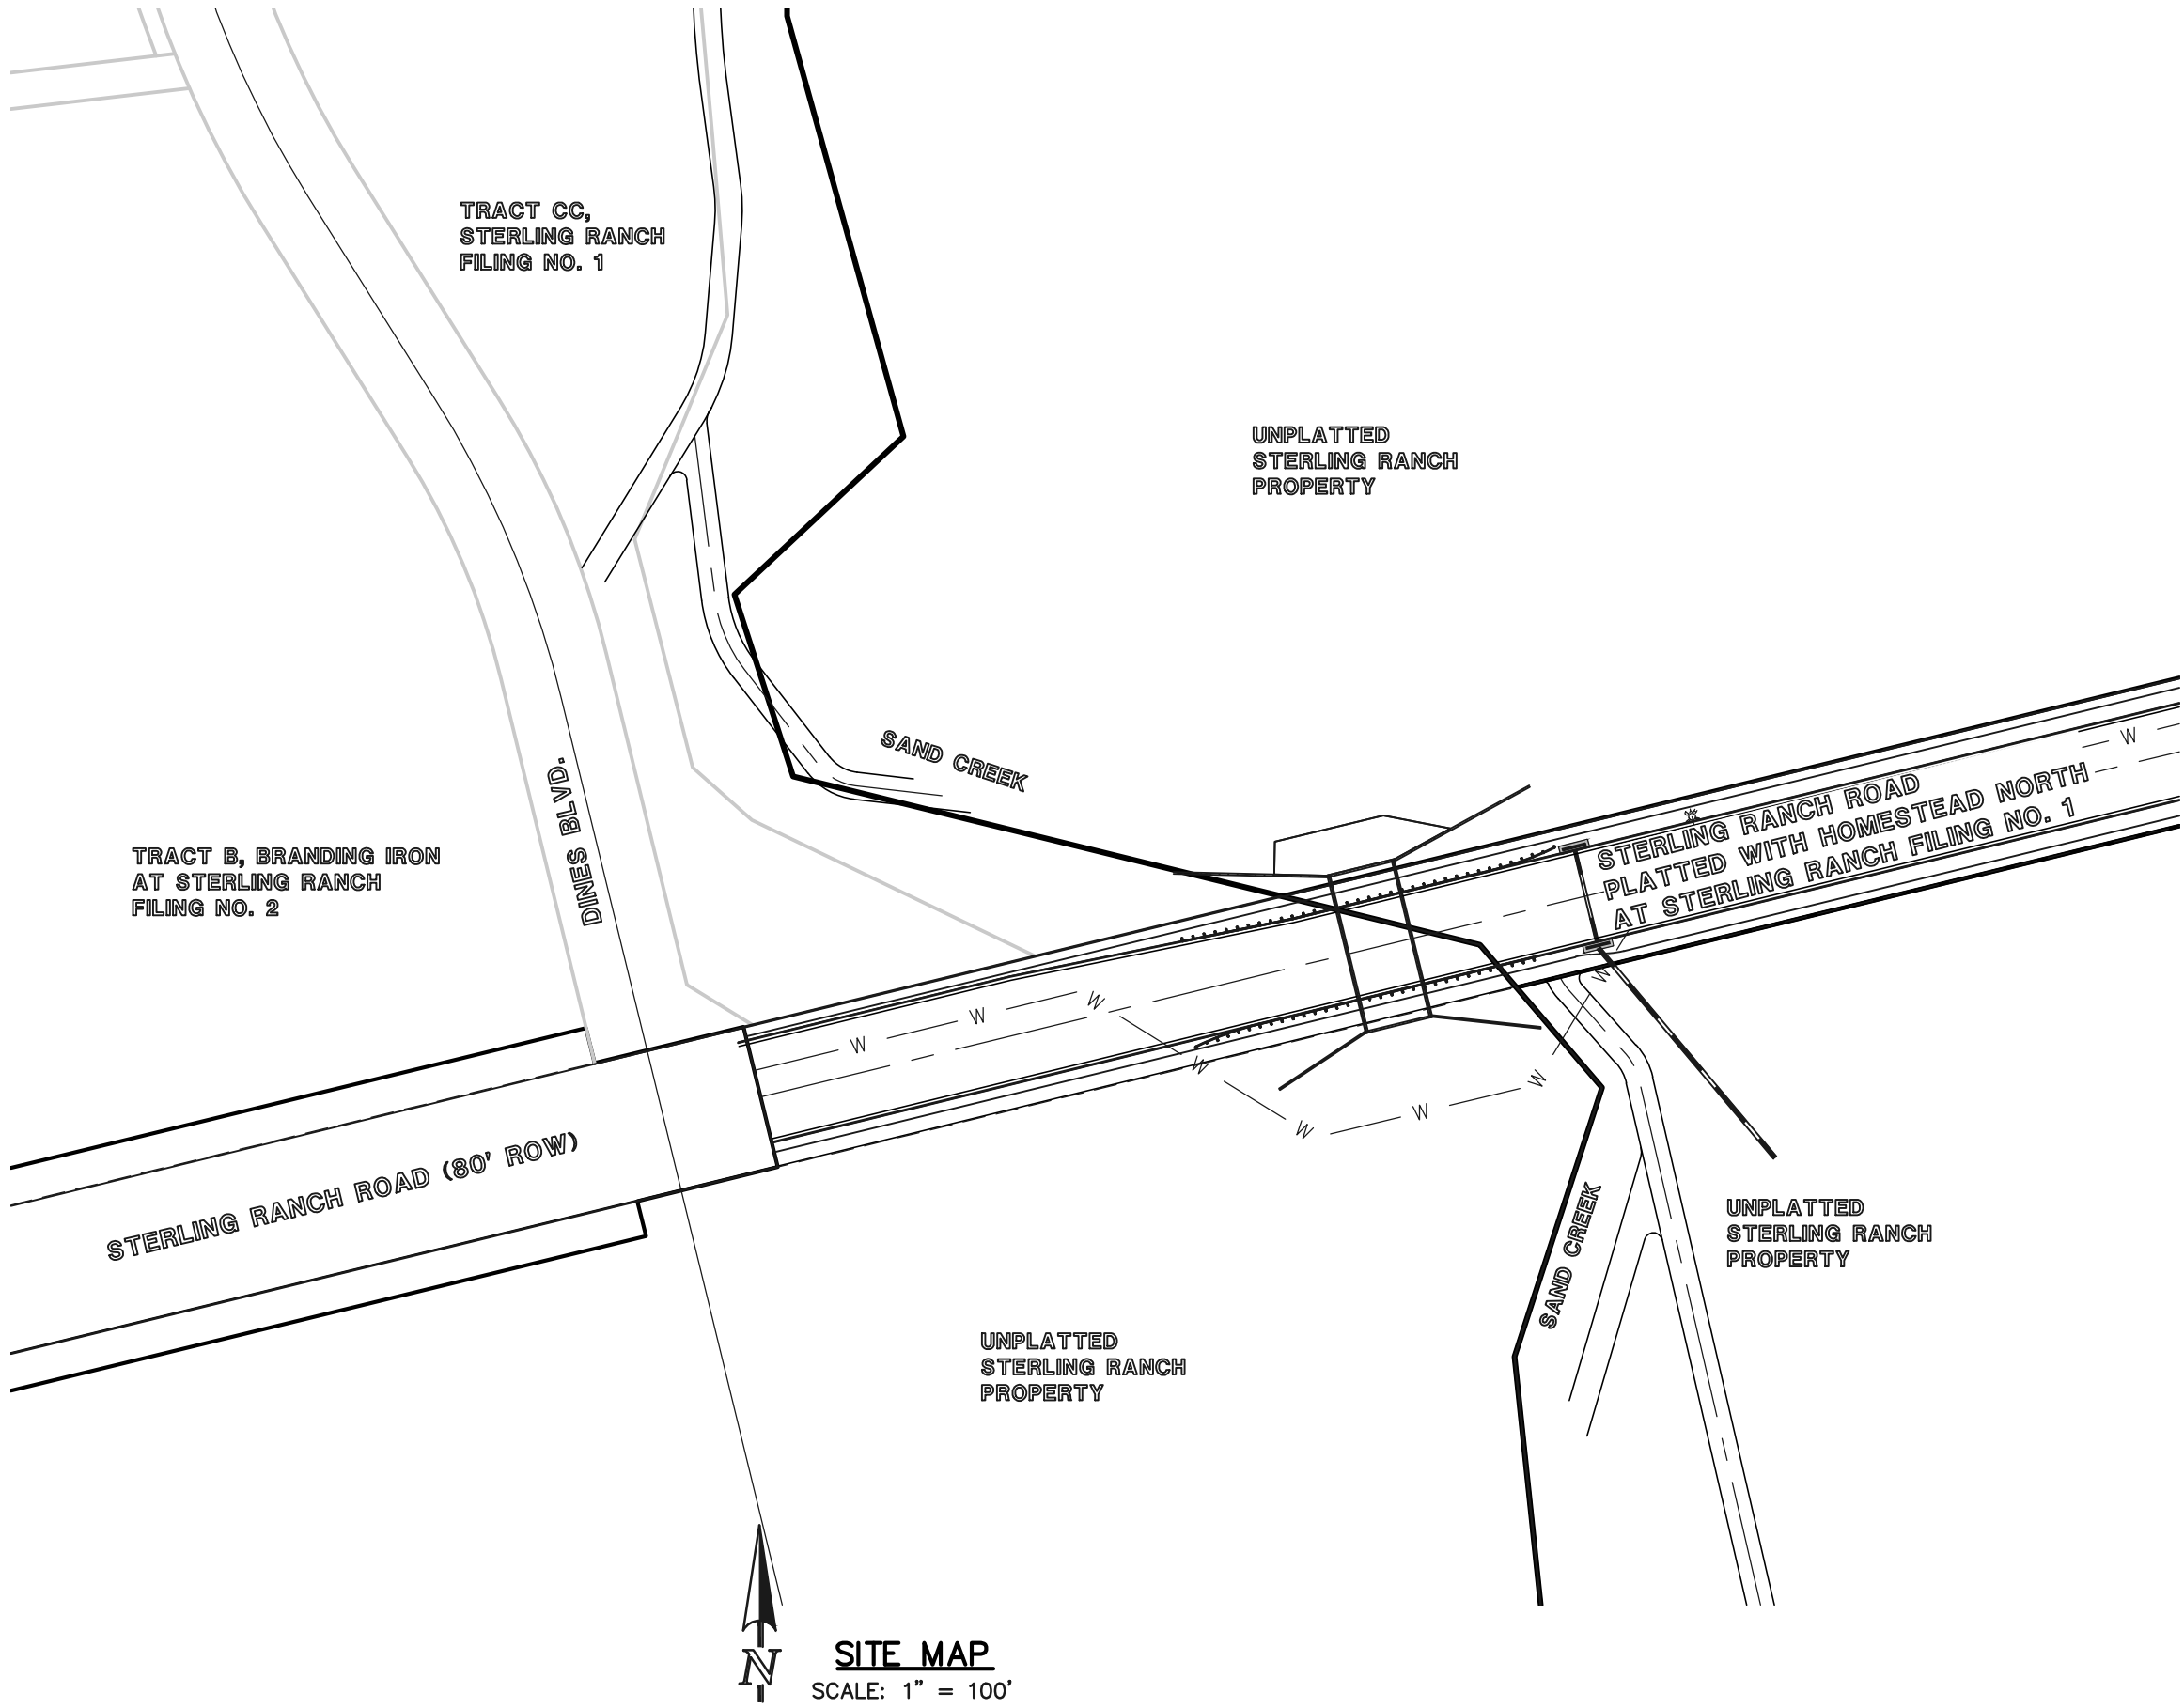 TRACT CC,
STERLING RANCH
FILING NO. 1
UNPLATTED
STERLING RANCH
PROPERTY
SAND CREEK
DINES BLVD.
TRACT B, BRANDING IRON
AT STERLING RANCH
FILING NO. 2
STERLING RANCH ROAD
PLATTED WITH HOMESTEAD NORTH
AT STERLING RANCH FILING NO. 1
W
W
W
W
W
W
W
W
W
STERLING RANCH ROAD (80' ROW)
SAND CREEK
UNPLATTED
STERLING RANCH
PROPERTY
UNPLATTED
STERLING RANCH
PROPERTY
N
SITE MAP
SCALE: 1" = 100'